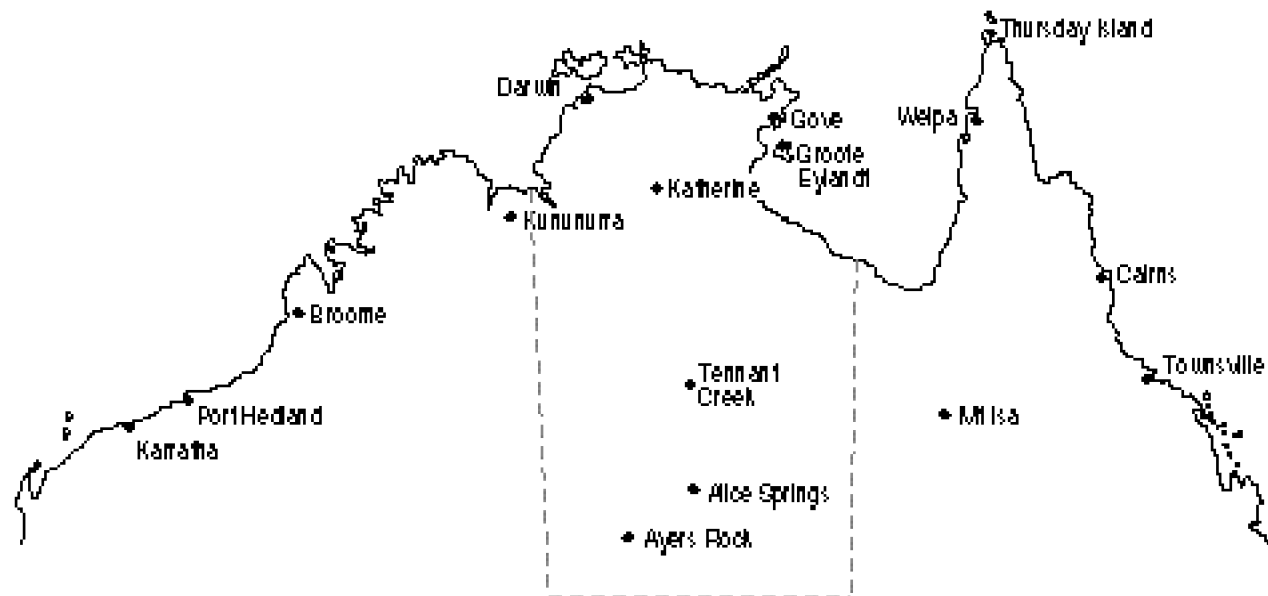 Thursday Island
Darwin
Gove
Weipa
Groote
Eylandt
Katherine
Kununurra
Cairns
Broome
Tennant
Creek
Townsville
Port Hedland
Mt Isa
Karratha
Alice Springs
Ayers Rock